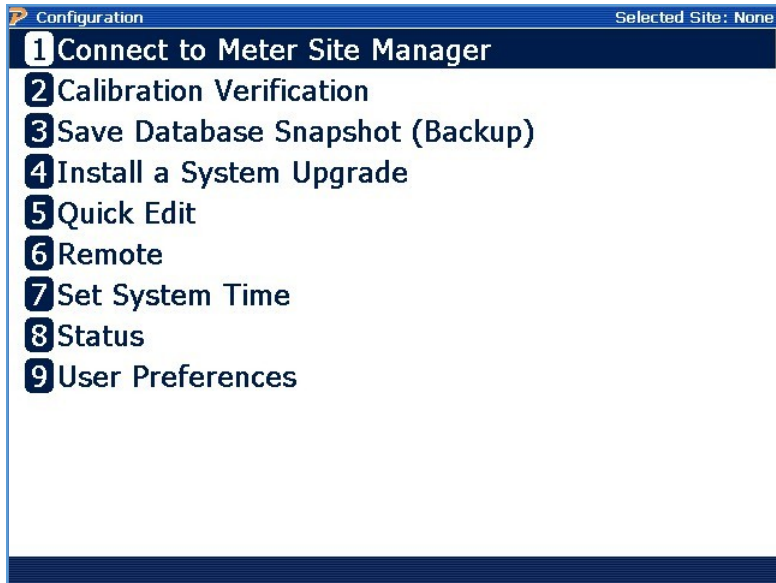 Configuration Selected Site: None
1 Connect to Meter Site Manager
2 Calibration Verification
3 Save Database Snapshot (Backup)
4 Install a System Upgrade
5 Quick Edit
6 Remote
7 Set System Time
8 Status
9 User Preferences